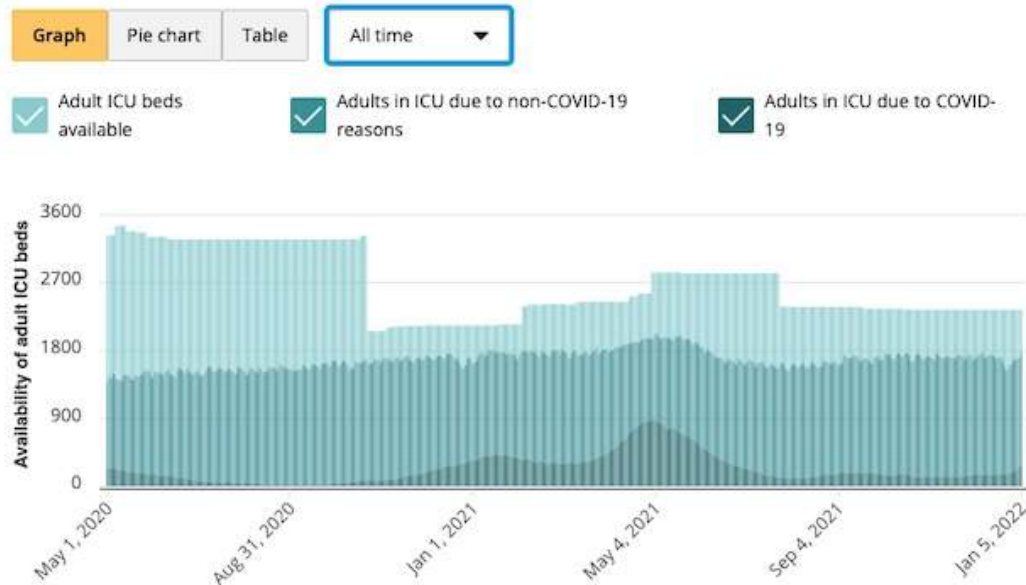 Graph Pie chart Table All time
Adult ICU beds available
Adults in ICU due to non-COVID-19 reasons
Adults in ICU due to COVID-19
Availability of adult ICU beds
3600
2700
1800
900
0
May 1, 2020
Aug 31, 2020
Jan 1, 2021
May 4, 2021
Sep 4, 2021
Jan 5, 2022